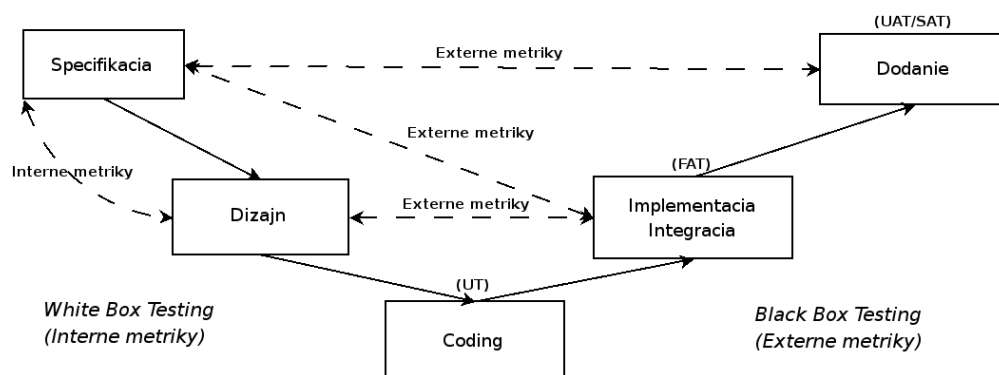 (UAT/SAT)
Specifikacia
Externe metriky
Dodanie
Externe metriky
Interne metriky
(FAT)
Dizajn
Externe metriky
Implementacia
Integracia
(UT)
White Box Testing
(Interne metriky)
Coding
Black Box Testing
(Externe metriky)